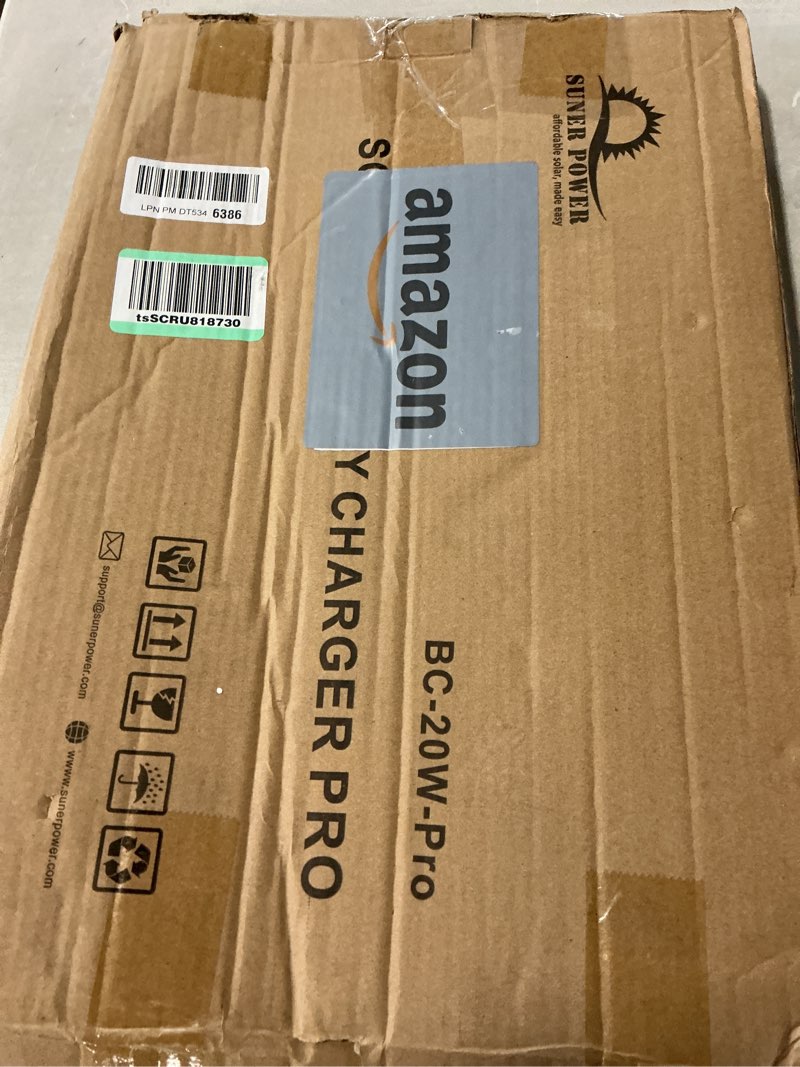 SUNER POWER
affordable solar, made easy
BC-20W-Pro
amazon
Y CHARGER PRO
LPN PM DT534 6386
tsSCRU818730
support@sunerpower.com
www.sunerpower.com